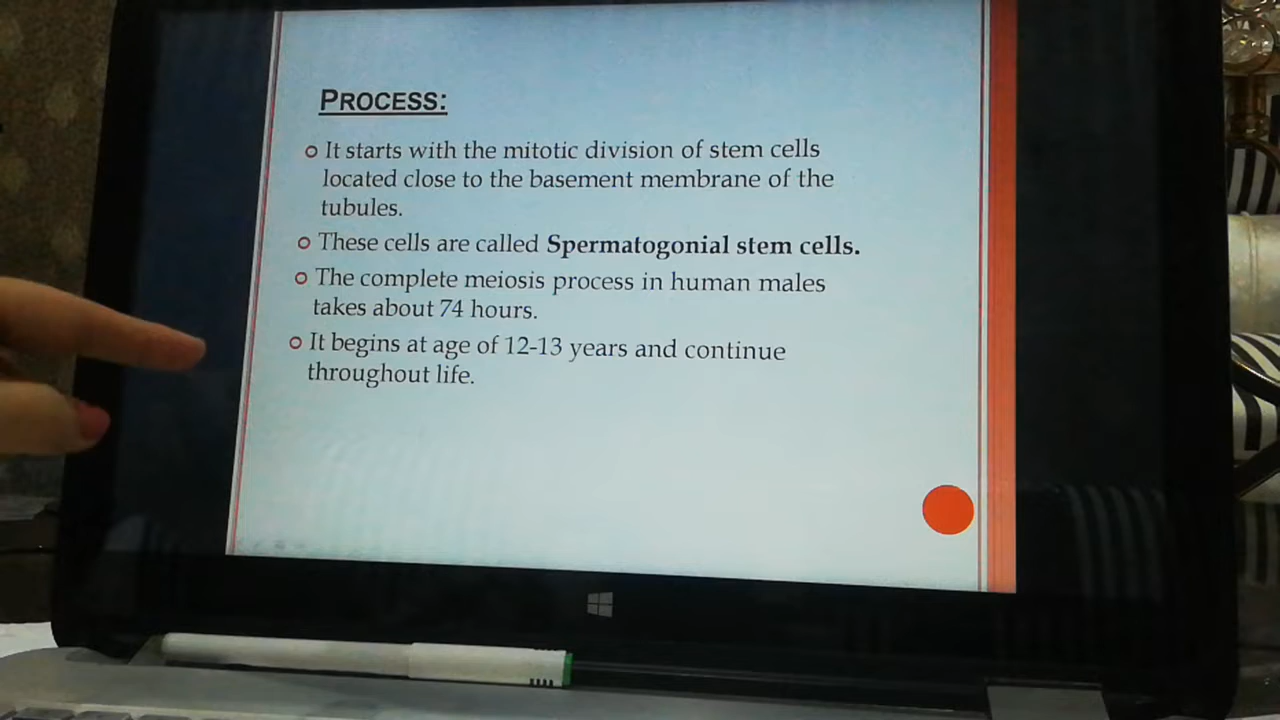 PROCESS:
It starts with the mitotic division of stem cells
located close to the basement membrane of the
tubules.
These cells are called Spermatogonial stem cells.
The complete meiosis process in human males
takes about 74 hours.
It begins at age of 12-13 years and continue
throughout life.